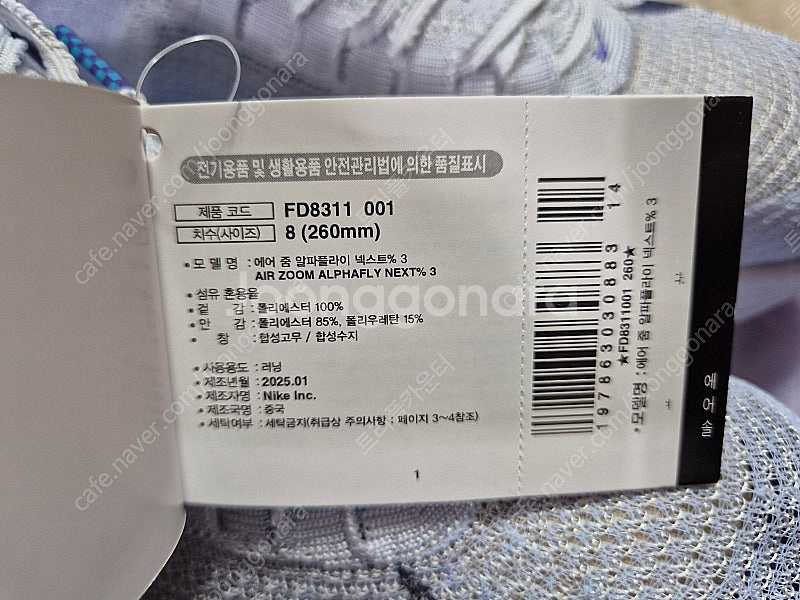 전기용품 및 생활용품 안전관리법에 의한 품질표시
제품 코드 FD8311 001
치수(사이즈) 8 (260mm)
• 모 델 명 : 에어 줌 알파플라이 넥스트% 3
AIR ZOOM ALPHAFLY NEXT% 3
• 섬유 혼용율
• 겉 감 : 폴리에스터 100%
• 안 감 : 폴리에스터 85%, 폴리우레탄 15%
• 창 : 합성고무 / 합성수지
• 사용용도 : 러닝
• 제조년월 : 2025.01
• 제조자명 : Nike Inc.
• 제조국명 : 중국
• 세탁여부 : 세탁금지(취급상 주의사항 : 페이지 3~4참조)
1
14
197863030883
★FD8311001 260★
• 모델명 : 에어 줌 알파플라이 넥스트% 3
에어솔
joonggonara
cafe.naver.com/joonggonara